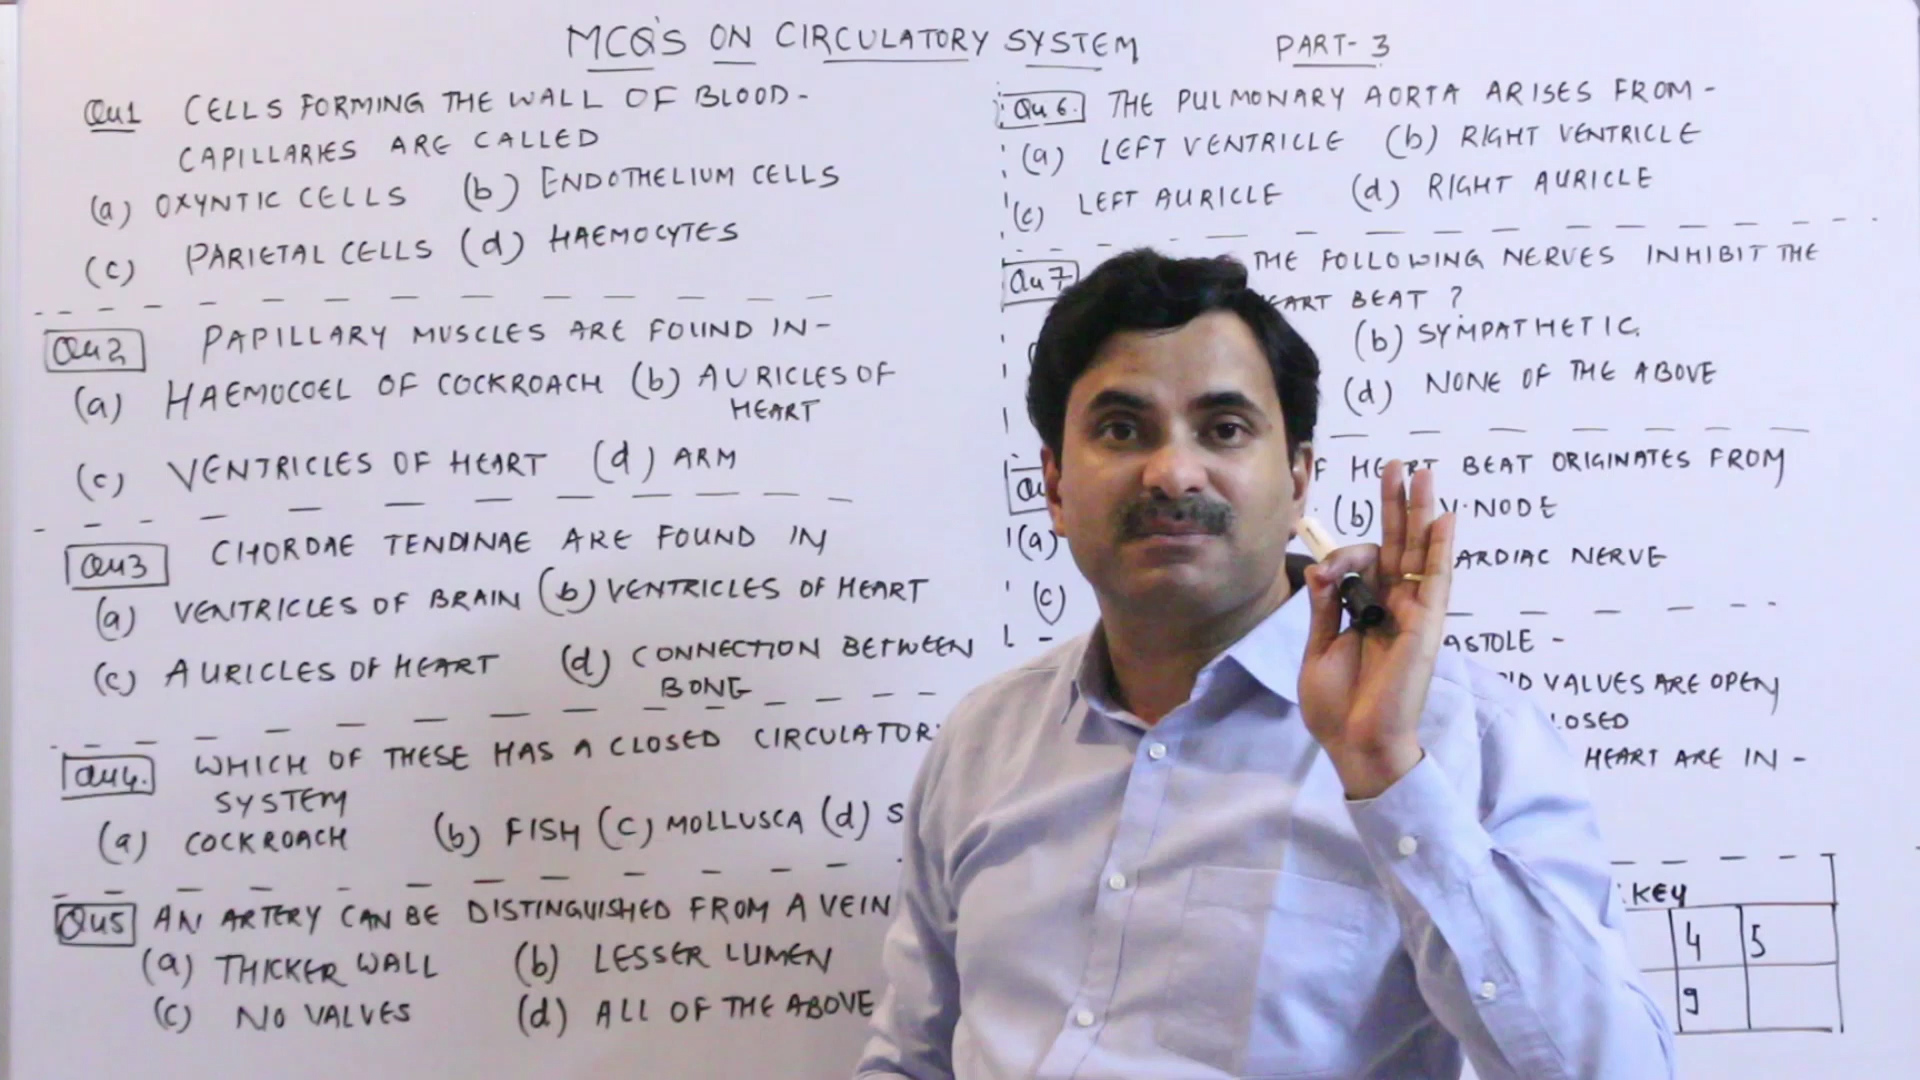 MCQ'S ON CIRCULATORY SYSTEM PART- 3
Qu1 CELLS FORMING THE WALL OF BLOOD-
CAPILLARIES ARE CALLED
(a) OXYNTIC CELLS (b) ENDOTHELIUM CELLS
(c) PARIETAL CELLS (d) HAEMOCYTES
Qu2 PAPILLARY MUSCLES ARE FOUND IN-
(a) HAEMOCOEL OF COCKROACH (b) AURICLES OF
HEART
(c) VENTRICLES OF HEART (d) ARM
Qu3 CHORDAE TENDINAE ARE FOUND IN
(a) VENTRICLES OF BRAIN (b) VENTRICLES OF HEART
(c) AURICLES OF HEART (d) CONNECTION BETWEEN
BONG
Qu4. WHICH OF THESE HAS A CLOSED
SYSTEM
(a) COCKROACH (b) FISH (c) MOLLUSCA (d)
Qu5 AN ARTERY CAN BE DISTINGUISHED FROM A VEIN
(a) THICKER WALL (b) LESSER LUMEN
(c) NO VALVES (d) ALL OF THE ABOVE
Qu 6. THE PULMONARY AORTA ARISES FROM-
(a) LEFT VENTRICLE (b) RIGHT VENTRICLE
(c) LEFT AURICLE (d) RIGHT AURICLE
Qu 7 THE FOLLOWING NERVES INHIBIT THE
BEAT ?
(b) SYMPATHETIC
(d) NONE OF THE ABOVE
HEART BEAT ORIGINATES FROM
(a) (b) NODE
(c) NERVE
VALVES ARE OPEN
HEART ARE IN -
KEY
4 5
9